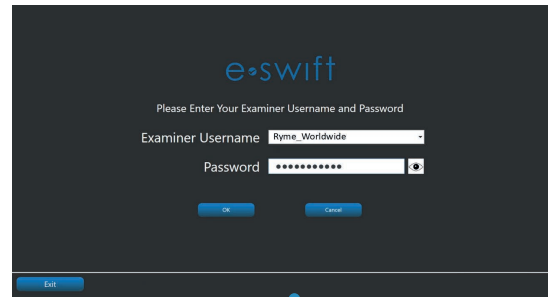 e·swift
Please Enter Your Examiner Username and Password
Examiner Username Ryme_Worldwide
Password •••••••••••
OK Cancel
Exit